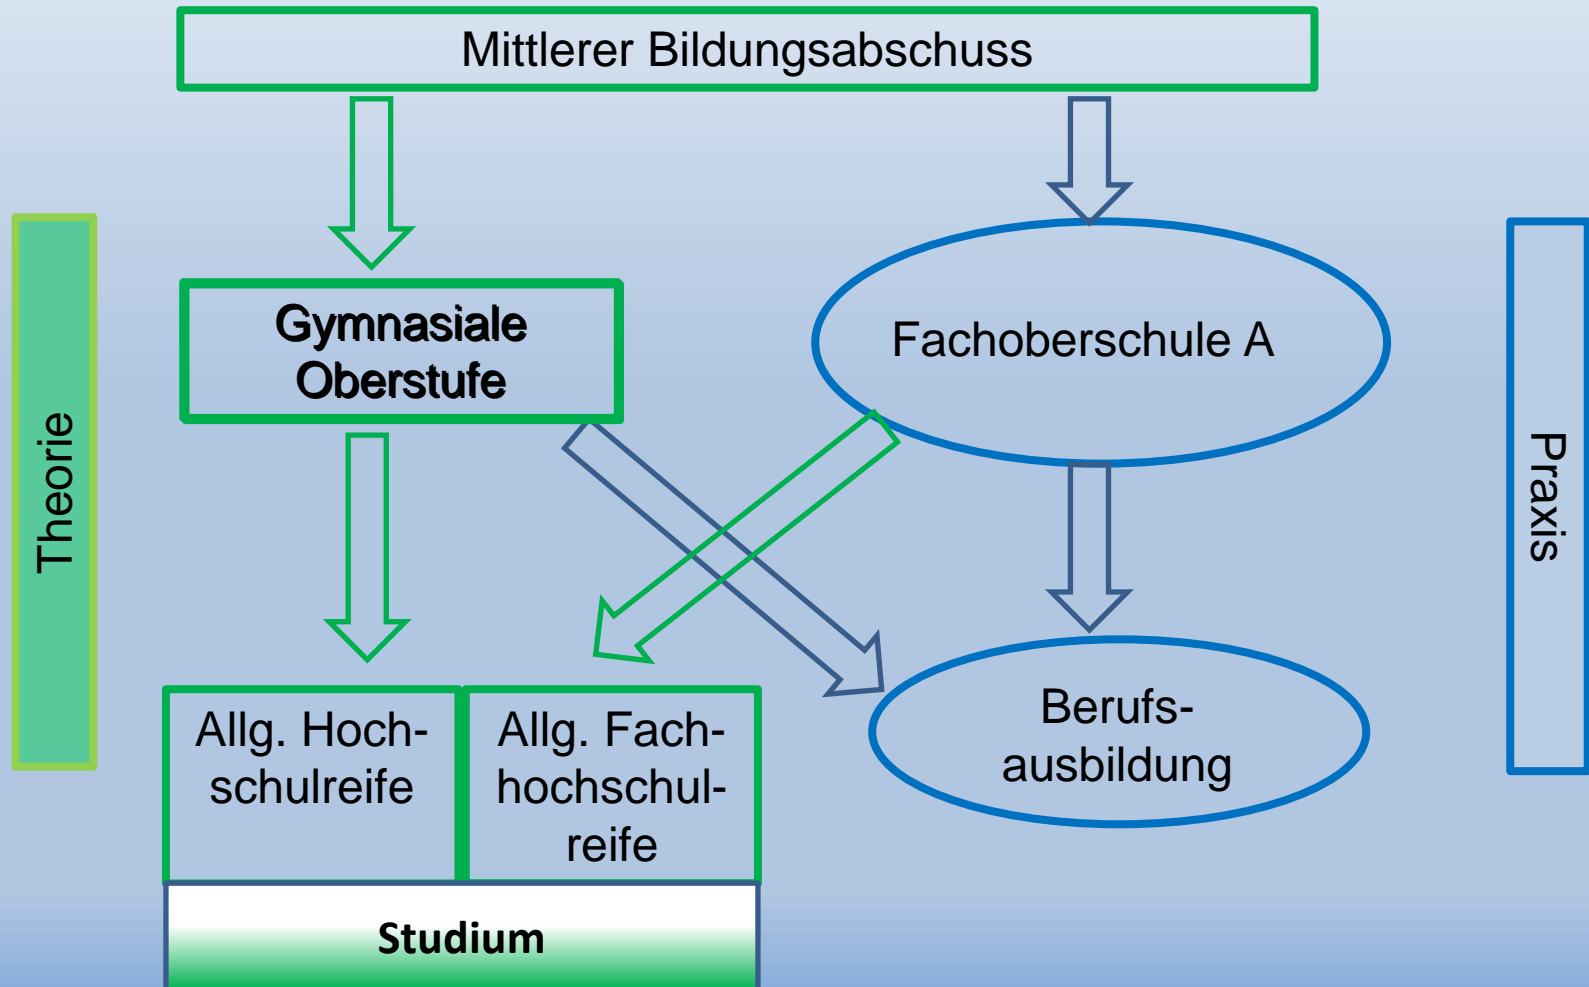 Mittlerer Bildungsabschuss
Theorie
Gymnasiale
Oberstufe
Fachoberschule A
Praxis
Allg. Hoch-
schulreife
Allg. Fach-
hochschul-
reife
Berufs-
ausbildung
Studium